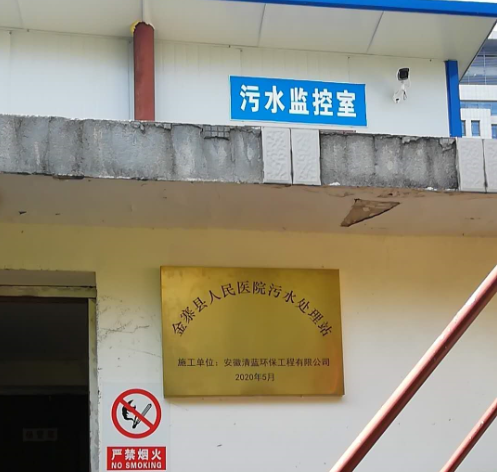 污水监控室
金寨县人民医院污水处理站
施工单位：安徽清蓝环保工程有限公司
2020年5月
严禁烟火
NO SMOKING